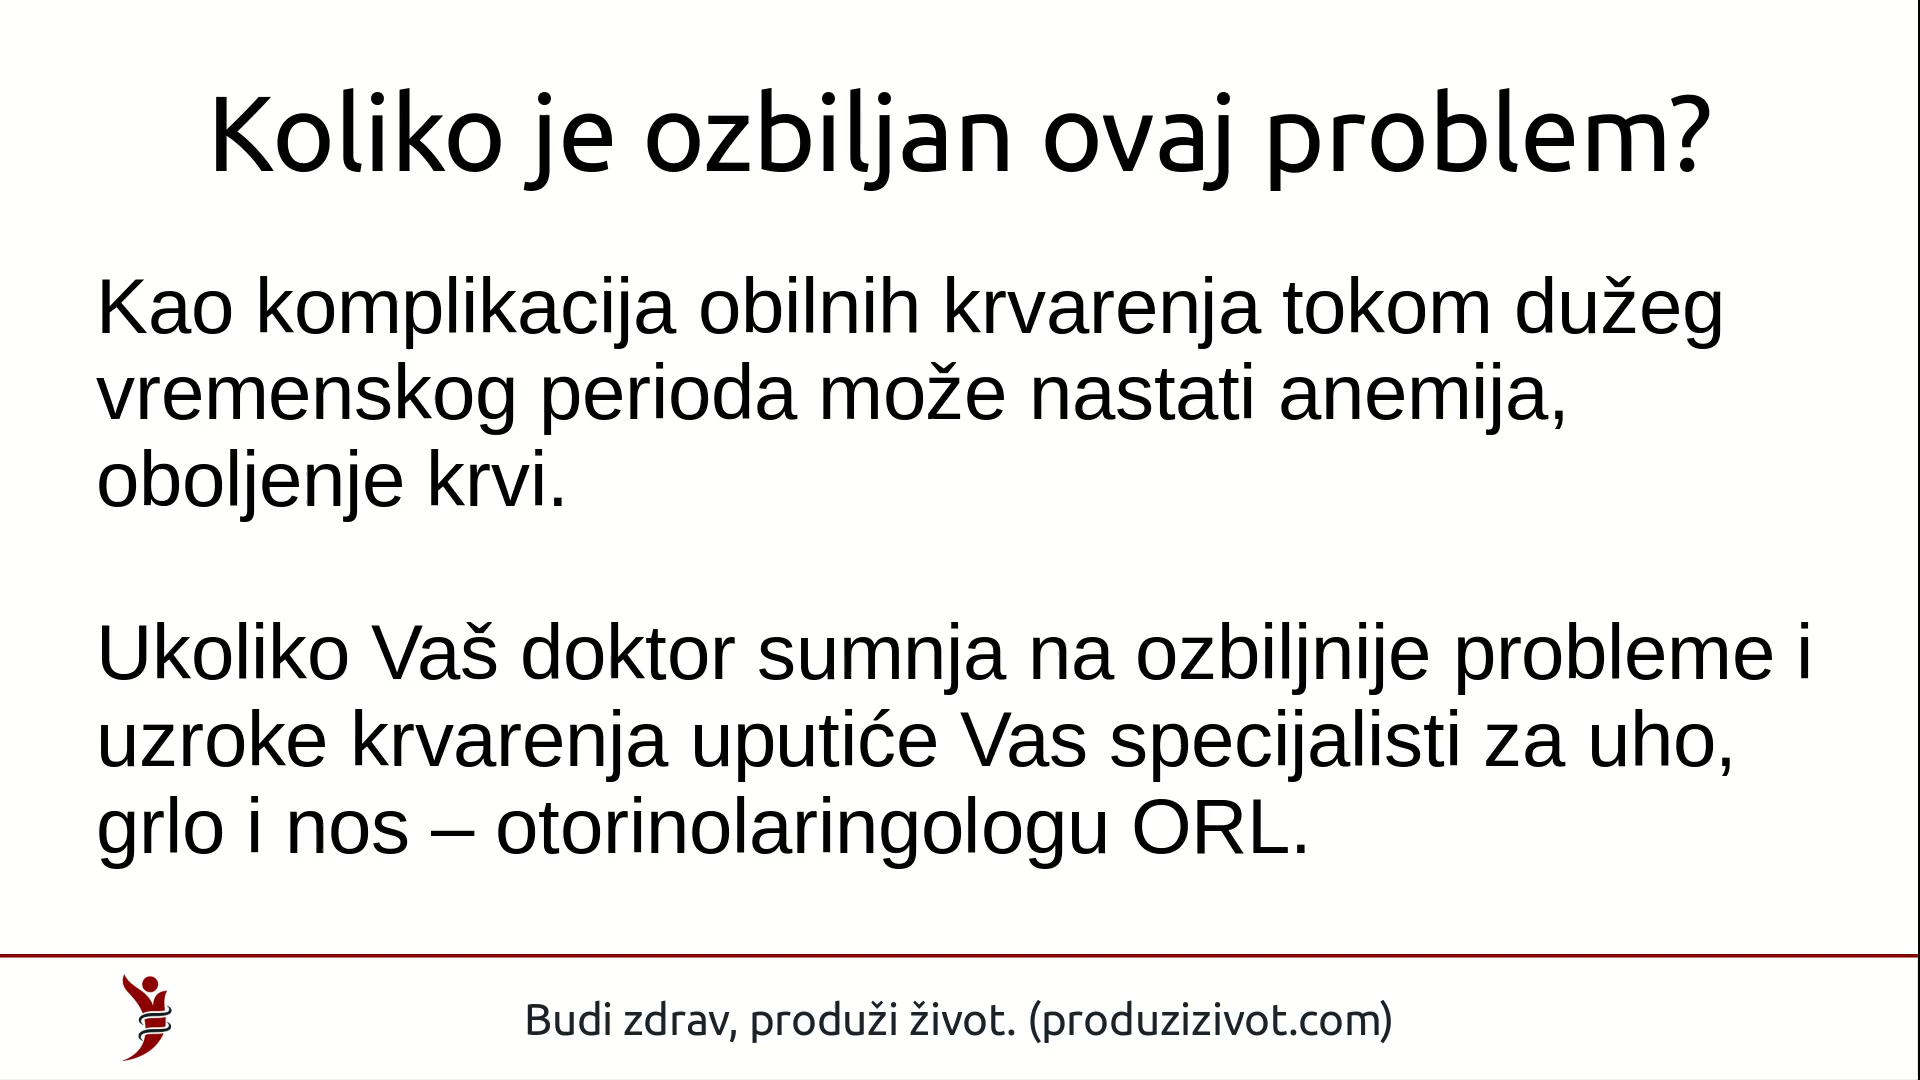 Koliko je ozbiljan ovaj problem?
Kao komplikacija obilnih krvarenja tokom dužeg
vremenskog perioda može nastati anemija,
oboljenje krvi.
Ukoliko Vaš doktor sumnja na ozbiljnije probleme i
uzroke krvarenja uputiće Vas specijalisti za uho,
grlo i nos – otorinolaringologu ORL.
Budi zdrav, produži život. (produzizivot.com)